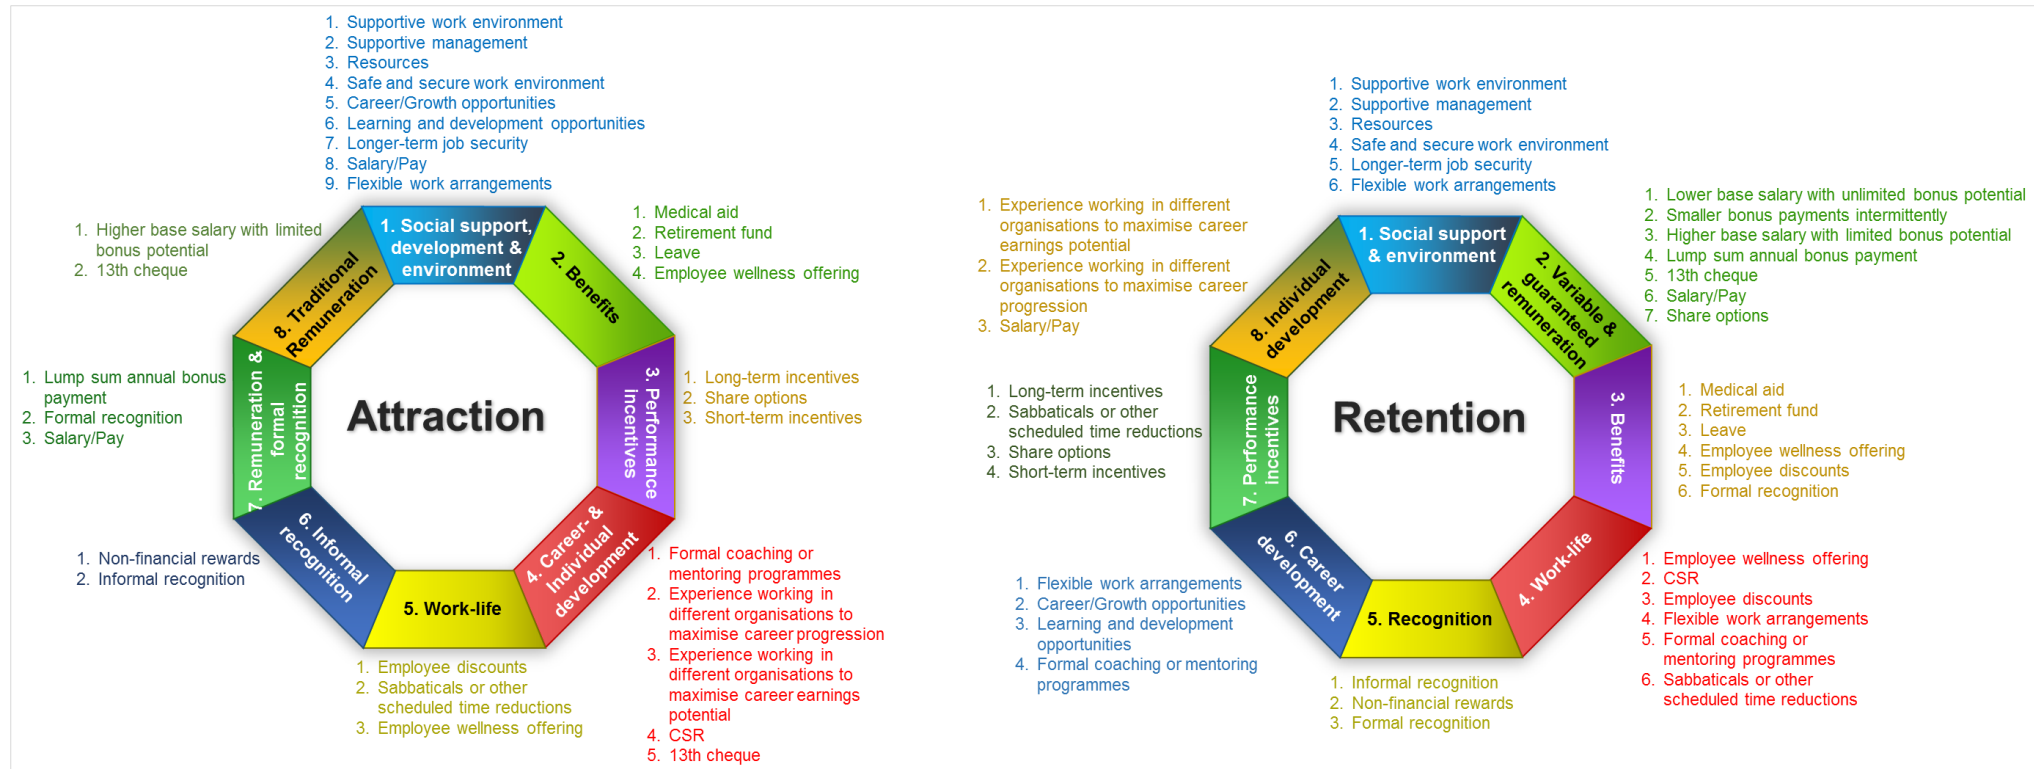 1. Supportive work environment
2. Supportive management
3. Resources
4. Safe and secure work environment
5. Career/Growth opportunities
6. Learning and development opportunities
7. Longer-term job security
8. Salary/Pay
9. Flexible work arrangements
1. Social support,
development &
environment
1. Medical aid
2. Retirement fund
3. Leave
4. Employee wellness offering
2. Benefits
1. Long-term incentives
2. Share options
3. Short-term incentives
3. Performance
incentives
1. Formal coaching or
mentoring programmes
2. Experience working in
different organisations to
maximise career progression
3. Experience working in
different organisations to
maximise career earnings
potential
4. CSR
5. 13th cheque
4. Career- &
Individual
development
5. Work-life
1. Employee discounts
2. Sabbaticals or other
scheduled time reductions
3. Employee wellness offering
6. Informal
recognition
1. Non-financial rewards
2. Informal recognition
7. Remuneration &
formal
recognition
1. Lump sum annual bonus
payment
2. Formal recognition
3. Salary/Pay
8. Traditional
Remuneration
1. Higher base salary with limited
bonus potential
2. 13th cheque
Attraction
1. Supportive work environment
2. Supportive management
3. Resources
4. Safe and secure work environment
5. Longer-term job security
6. Flexible work arrangements
1. Social support
& environment
1. Lower base salary with unlimited bonus potential
2. Smaller bonus payments intermittently
3. Higher base salary with limited bonus potential
4. Lump sum annual bonus payment
5. 13th cheque
6. Salary/Pay
7. Share options
2. Variable &
guaranteed
remuneration
1. Medical aid
2. Retirement fund
3. Leave
4. Employee wellness offering
5. Employee discounts
6. Formal recognition
3. Benefits
1. Employee wellness offering
2. CSR
3. Employee discounts
4. Flexible work arrangements
5. Formal coaching or
mentoring programmes
6. Sabbaticals or other
scheduled time reductions
4. Work-life
5. Recognition
1. Informal recognition
2. Non-financial rewards
3. Formal recognition
6. Career
development
1. Flexible work arrangements
2. Career/Growth opportunities
3. Learning and development
opportunities
4. Formal coaching or mentoring
programmes
7. Performance
incentives
1. Long-term incentives
2. Sabbaticals or other
scheduled time reductions
3. Share options
4. Short-term incentives
8. Individual
development
1. Experience working in different
organisations to maximise career
earnings potential
2. Experience working in different
organisations to maximise career
progression
3. Salary/Pay
Retention